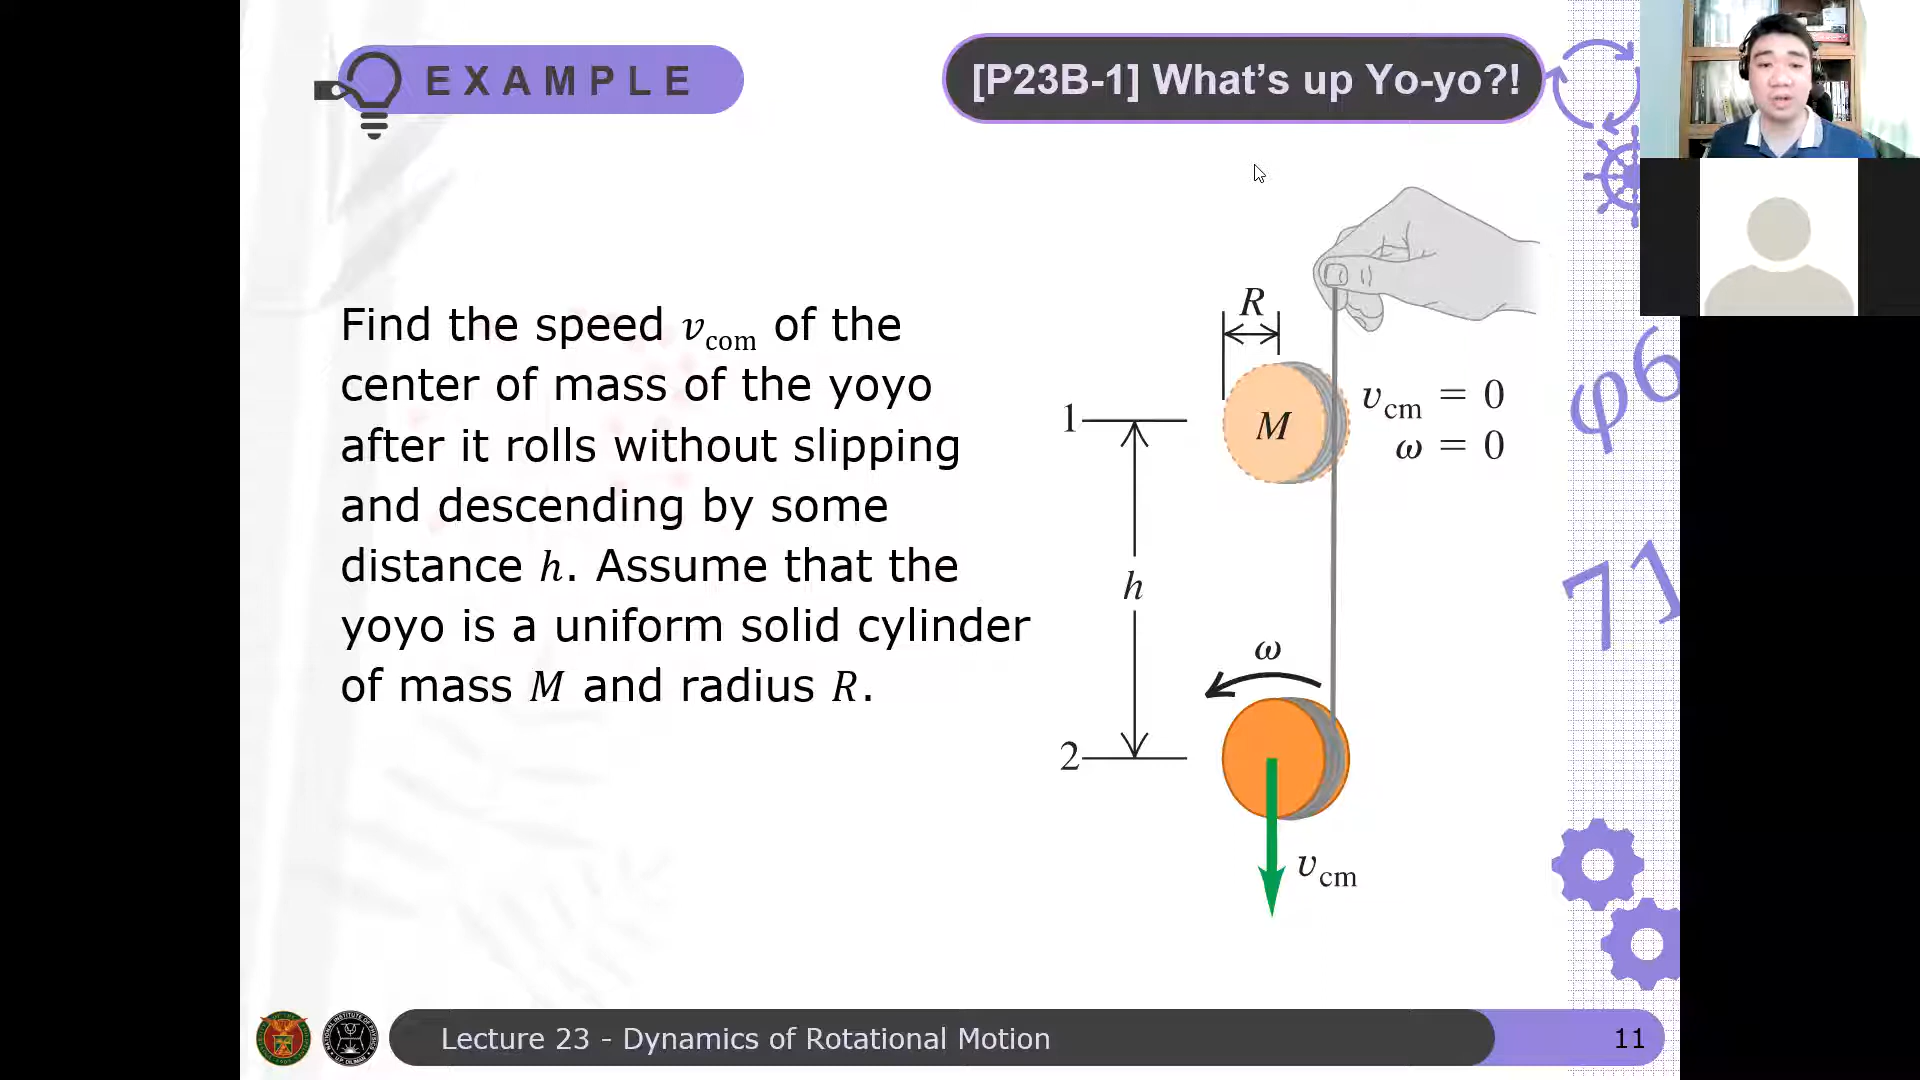 EXAMPLE
[P23B-1] What's up Yo-yo?!
Find the speed v_com of the
center of mass of the yoyo
after it rolls without slipping
and descending by some
distance h. Assume that the
yoyo is a uniform solid cylinder
of mass M and radius R.
R
1
M
v_cm = 0
ω = 0
h
ω
2
v_cm
φ6
71
Lecture 23 - Dynamics of Rotational Motion
11